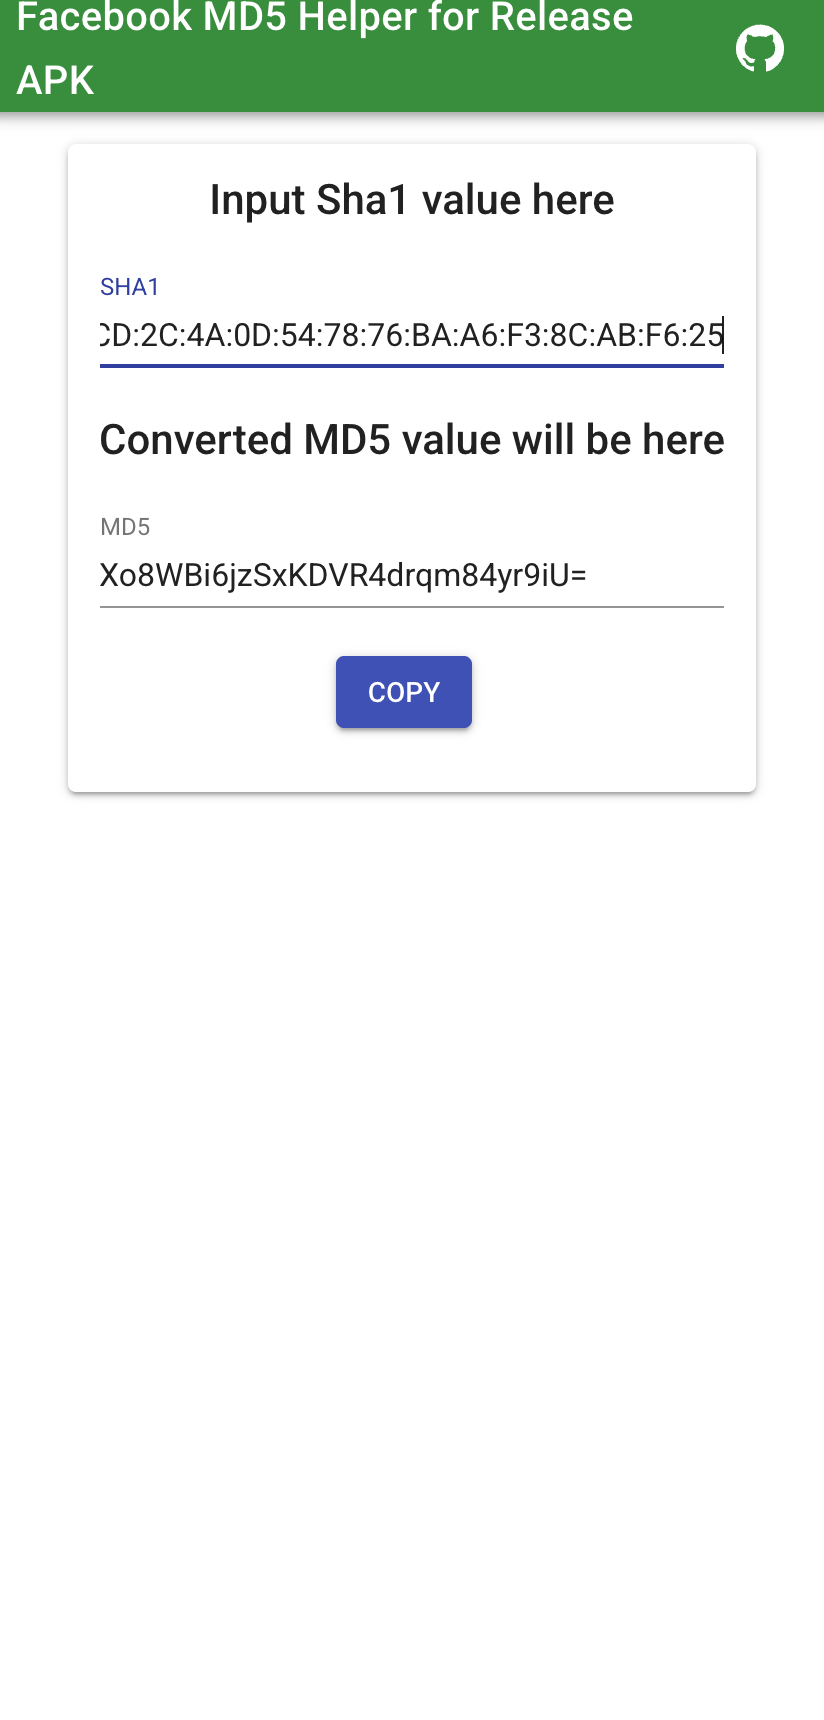 Facebook MD5 Helper for Release
APK
Input Sha1 value here
SHA1
CD:2C:4A:0D:54:78:76:BA:A6:F3:8C:AB:F6:25
Converted MD5 value will be here
MD5
Xo8WBi6jzSxKDVR4drqm84yr9iU=
COPY